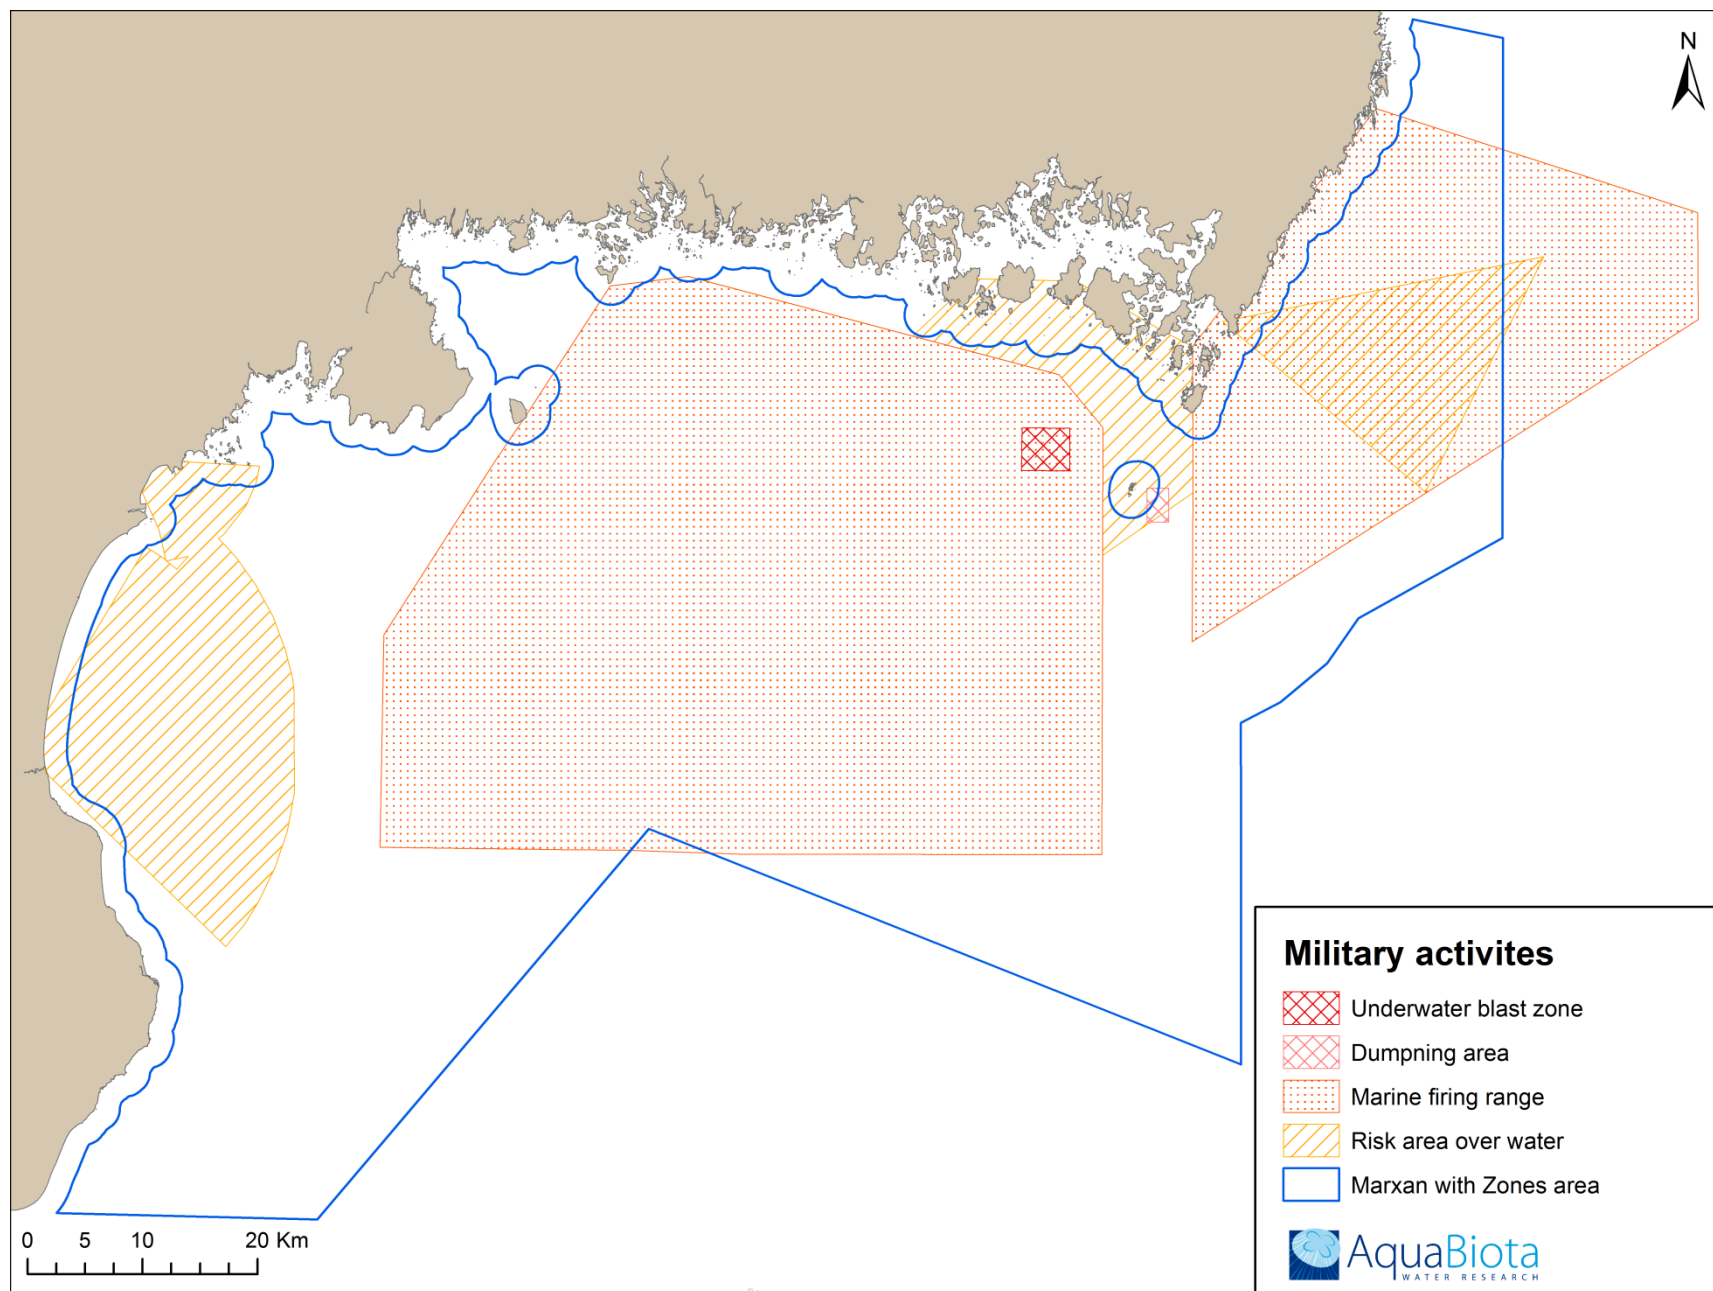 N
Military activites
Underwater blast zone
Dumpning area
Marine firing range
Risk area over water
Marxan with Zones area
0 5 10 20 Km
AquaBiota
WATER RESEARCH